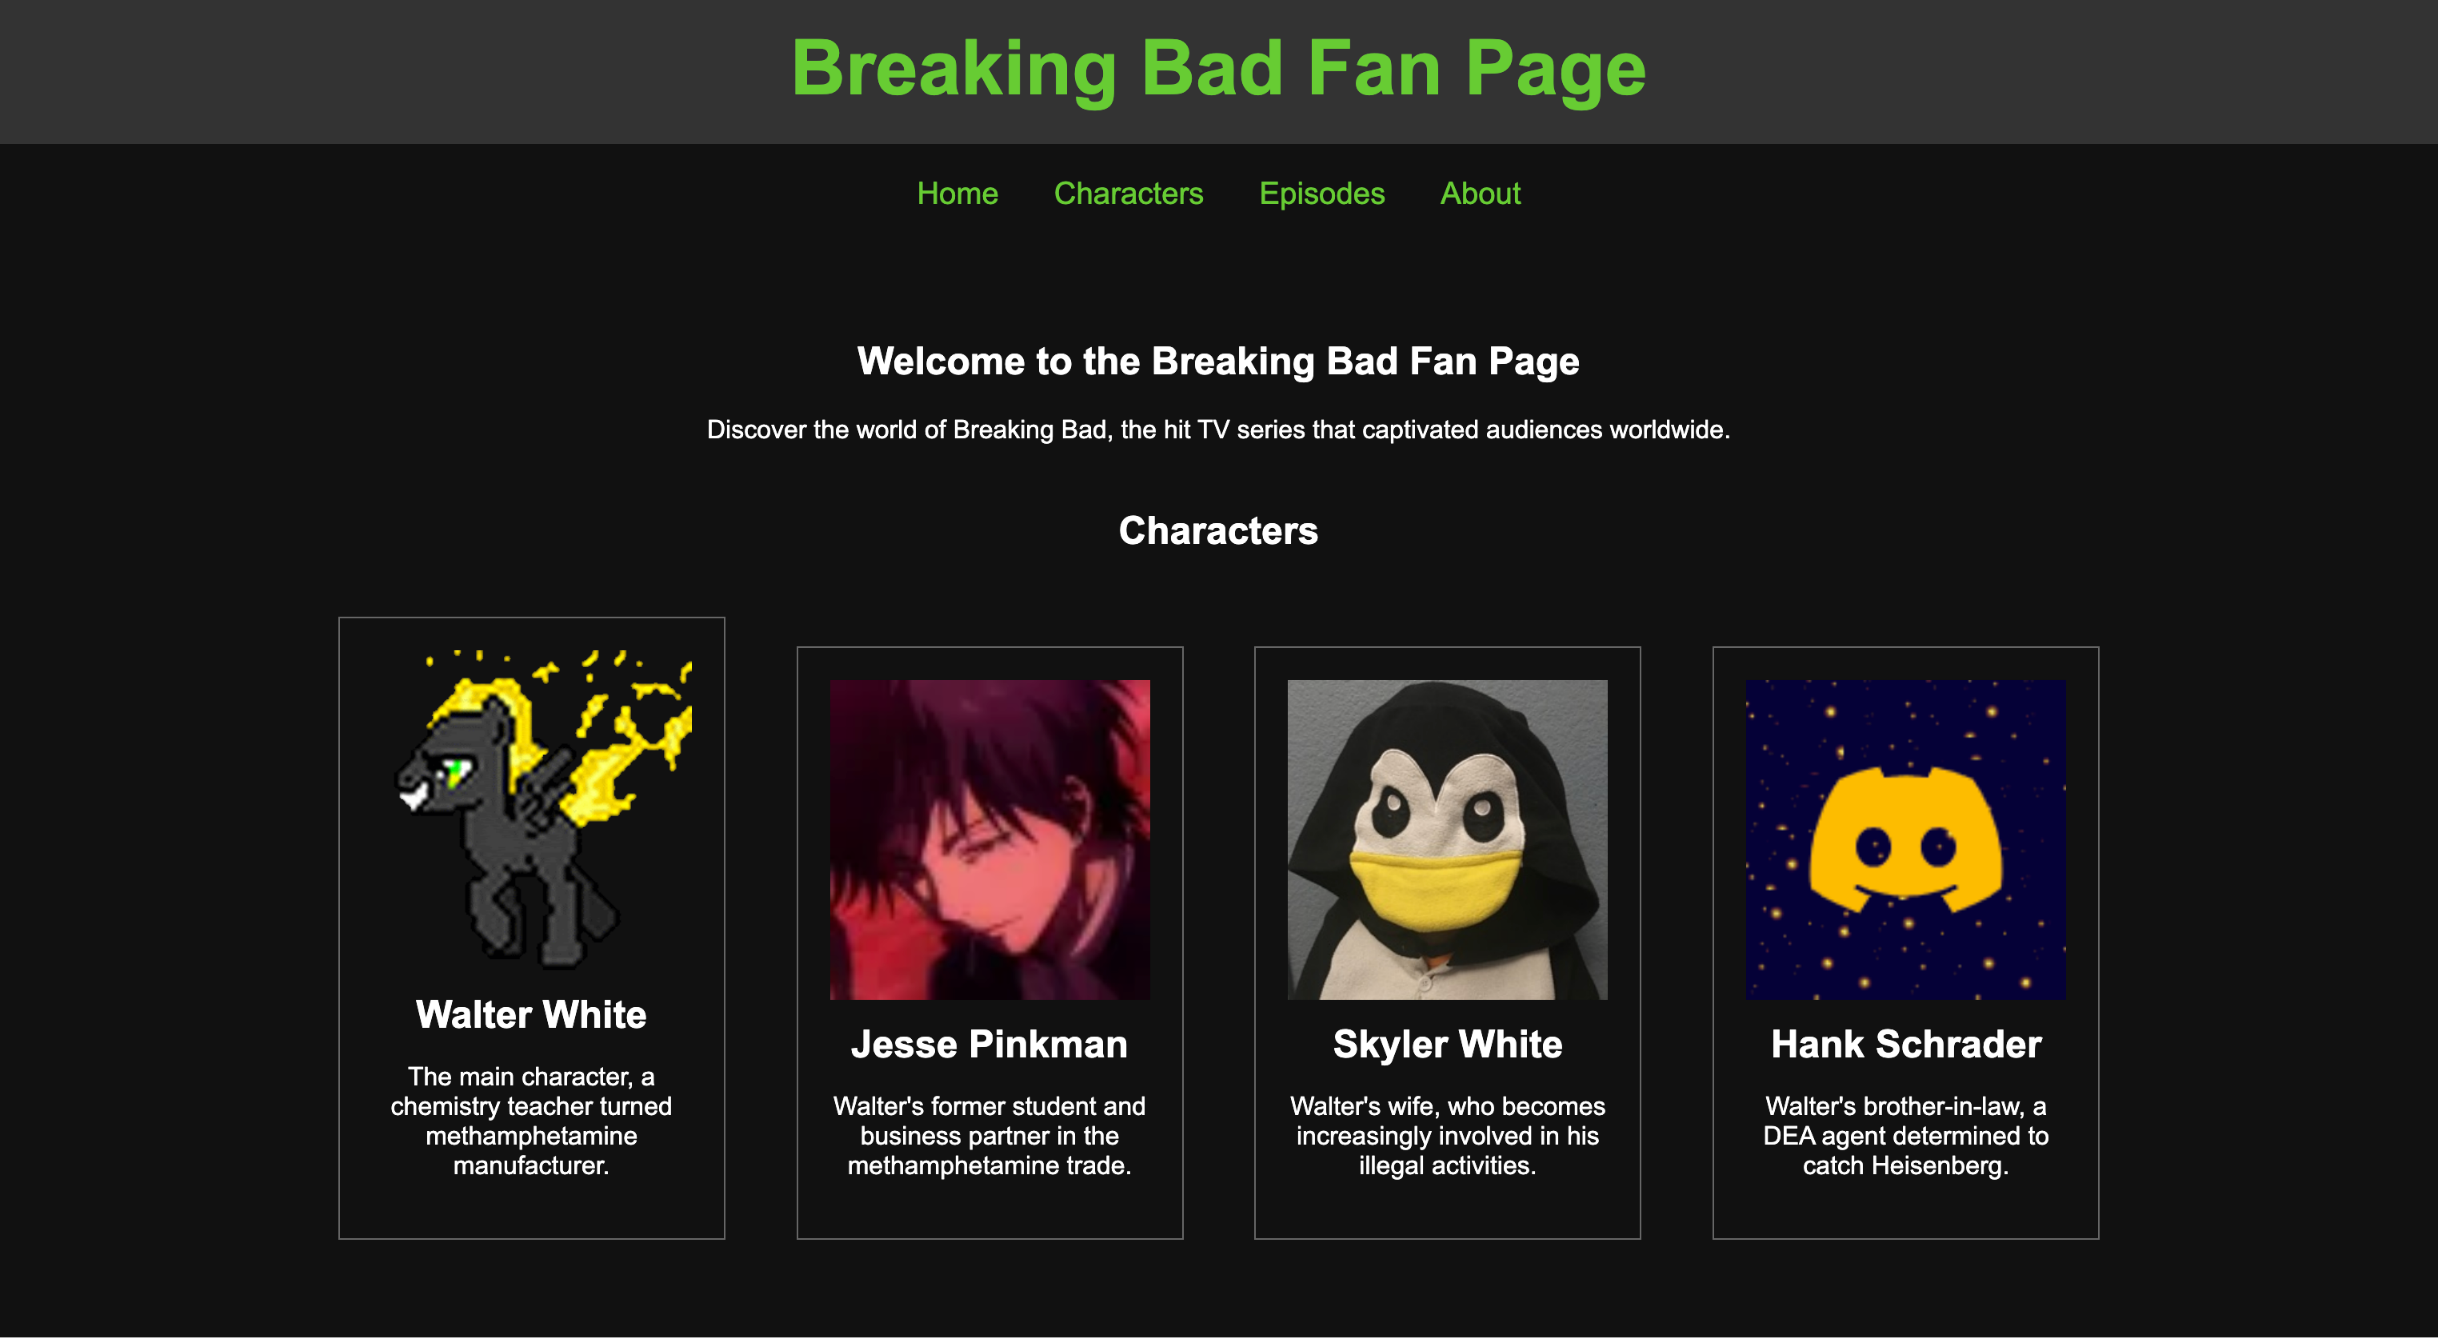 Breaking Bad Fan Page
Home Characters Episodes About
Welcome to the Breaking Bad Fan Page
Discover the world of Breaking Bad, the hit TV series that captivated audiences worldwide.
Characters
Walter White
The main character, a
chemistry teacher turned
methamphetamine
manufacturer.
Jesse Pinkman
Walter's former student and
business partner in the
methamphetamine trade.
Skyler White
Walter's wife, who becomes
increasingly involved in his
illegal activities.
Hank Schrader
Walter's brother-in-law, a
DEA agent determined to
catch Heisenberg.